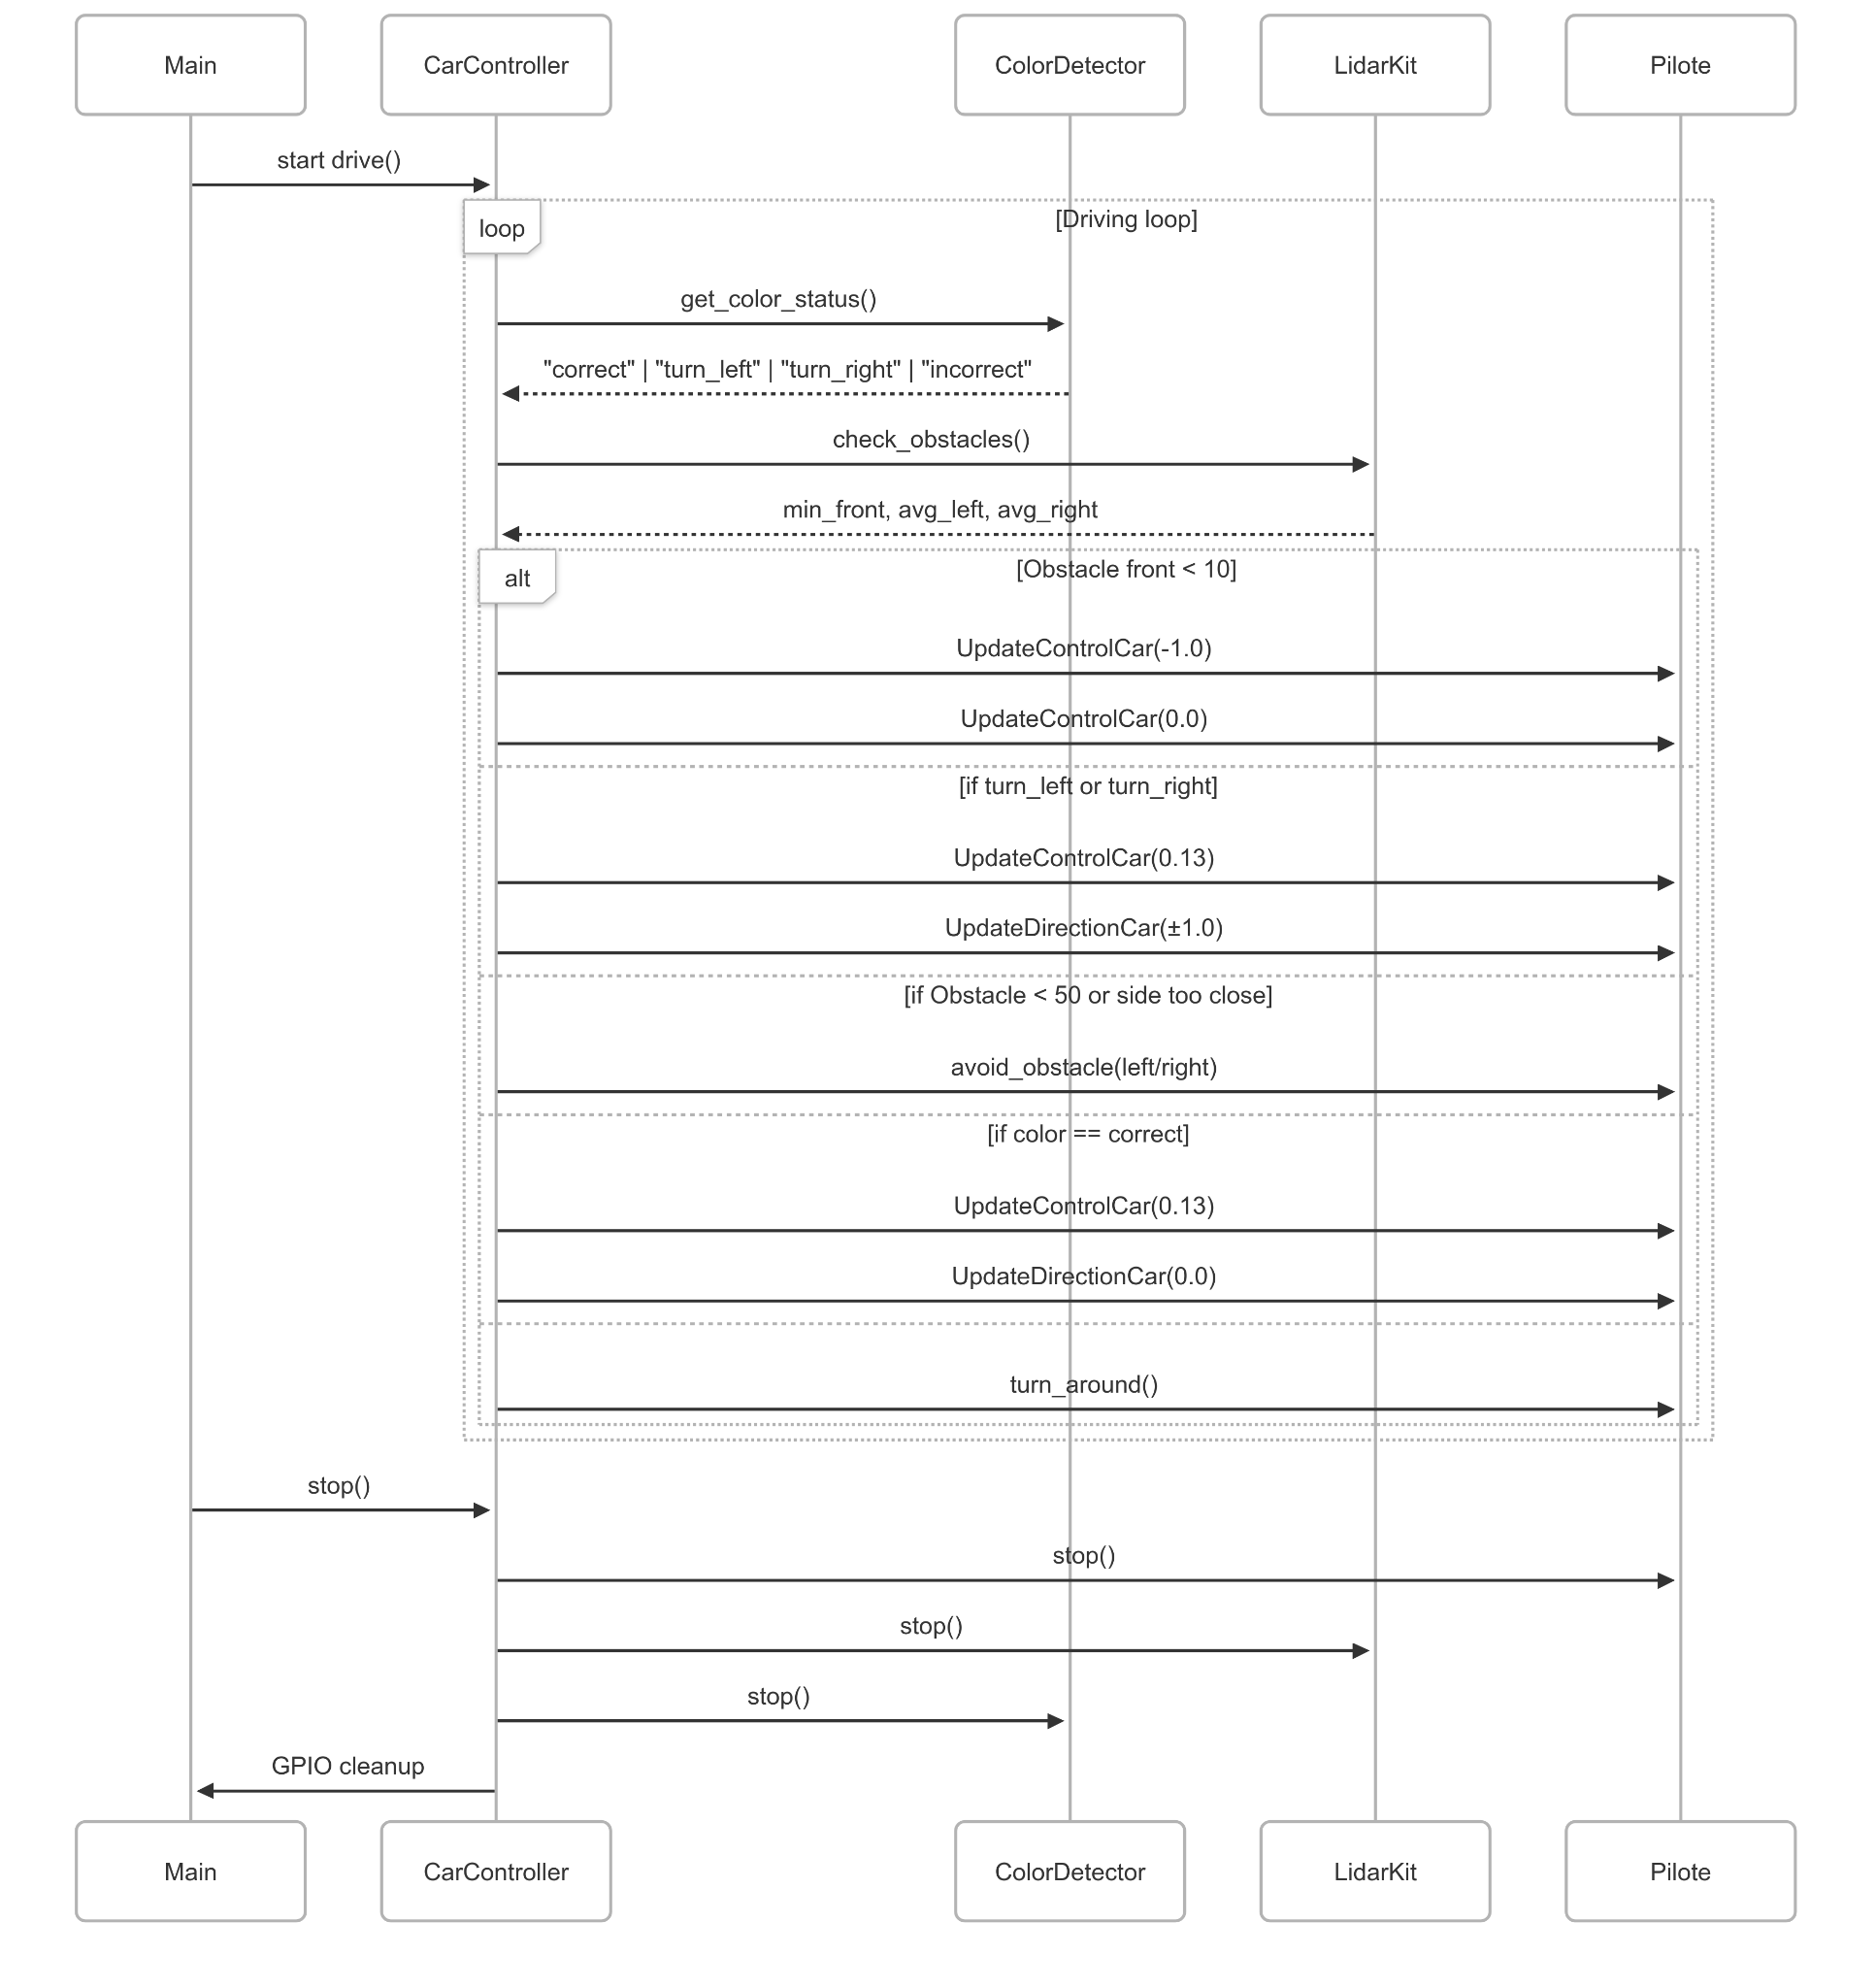 Main
CarController
ColorDetector
LidarKit
Pilote
start drive()
loop
[Driving loop]
get_color_status()
"correct" | "turn_left" | "turn_right" | "incorrect"
check_obstacles()
min_front, avg_left, avg_right
alt
[Obstacle front < 10]
UpdateControlCar(-1.0)
UpdateControlCar(0.0)
[if turn_left or turn_right]
UpdateControlCar(0.13)
UpdateDirectionCar(±1.0)
[if Obstacle < 50 or side too close]
avoid_obstacle(left/right)
[if color == correct]
UpdateControlCar(0.13)
UpdateDirectionCar(0.0)
turn_around()
stop()
stop()
stop()
stop()
GPIO cleanup
Main
CarController
ColorDetector
LidarKit
Pilote